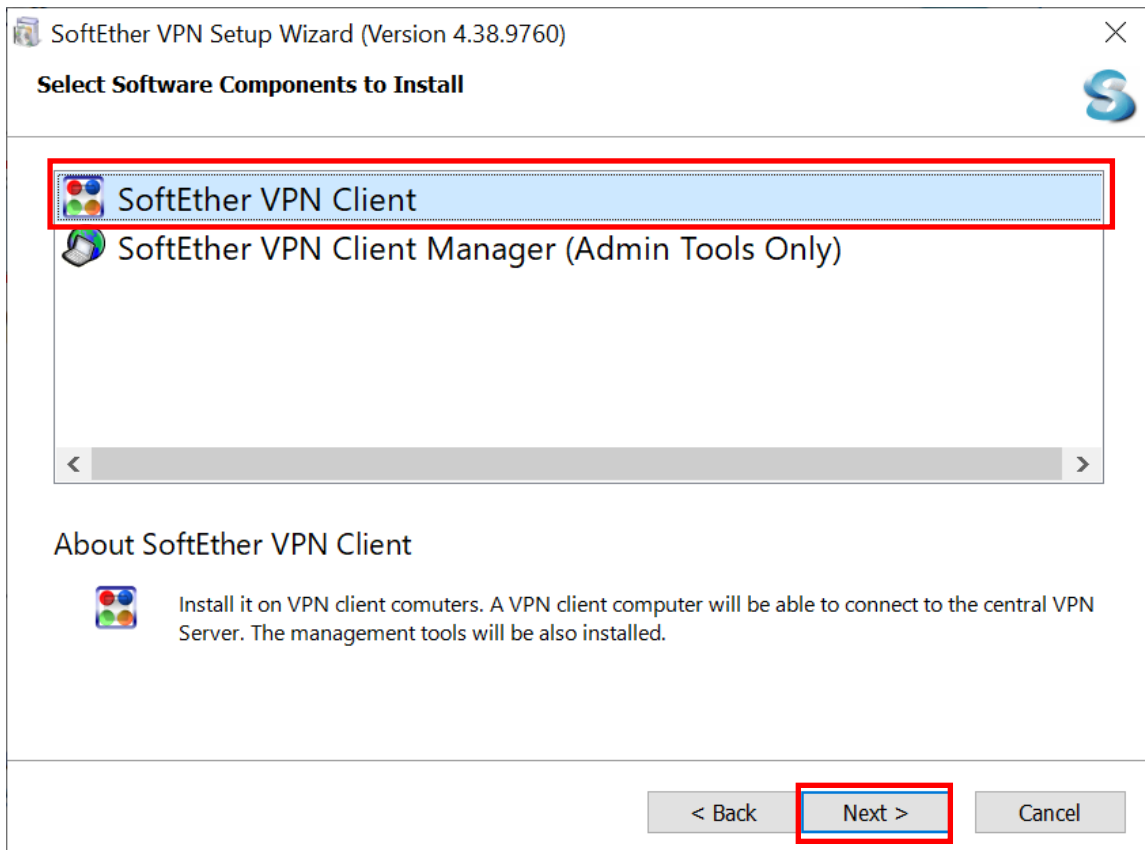 SoftEther VPN Setup Wizard (Version 4.38.9760)
Select Software Components to Install
SoftEther VPN Client
SoftEther VPN Client Manager (Admin Tools Only)
About SoftEther VPN Client
Install it on VPN client comuters. A VPN client computer will be able to connect to the central VPN
Server. The management tools will be also installed.
< Back Next > Cancel